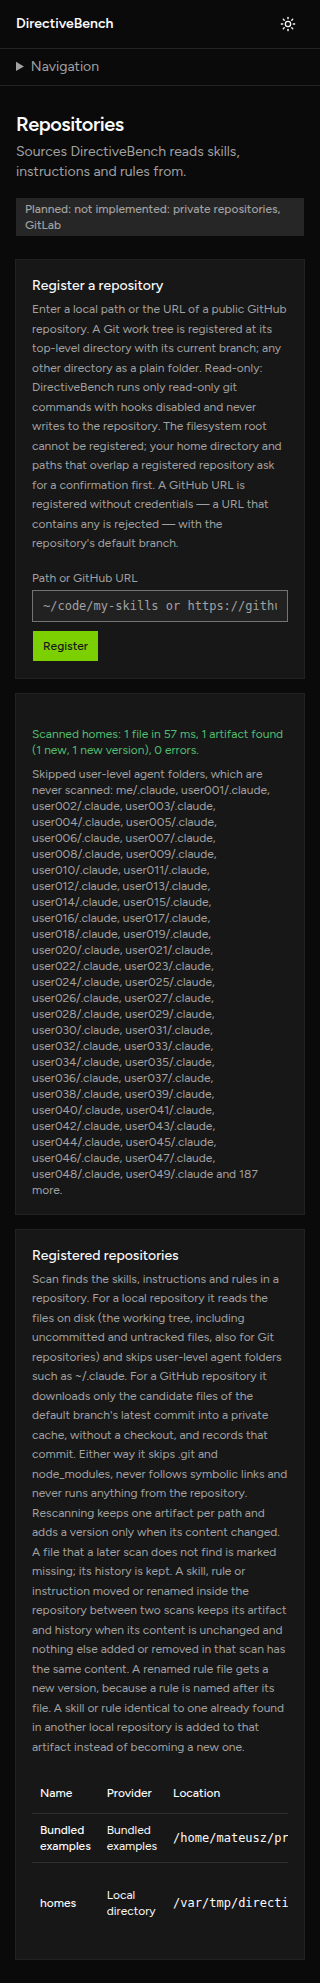 DirectiveBench
Navigation
Repositories
Sources DirectiveBench reads skills,
instructions and rules from.
Planned: not implemented: private repositories,
GitLab
Register a repository
Enter a local path or the URL of a public GitHub
repository. A Git work tree is registered at its
top-level directory with its current branch; any
other directory as a plain folder. Read-only:
DirectiveBench runs only read-only git
commands with hooks disabled and never
writes to the repository. The filesystem root
cannot be registered; your home directory and
paths that overlap a registered repository ask
for a confirmation first. A GitHub URL is
registered without credentials — a URL that
contains any is rejected — with the
repository's default branch.
Path or GitHub URL
~/code/my-skills or https://githu
Register
Scanned homes: 1 file in 57 ms, 1 artifact found
(1 new, 1 new version), 0 errors.
Skipped user-level agent folders, which are
never scanned: me/.claude, user001/.claude,
user002/.claude, user003/.claude,
user004/.claude, user005/.claude,
user006/.claude, user007/.claude,
user008/.claude, user009/.claude,
user010/.claude, user011/.claude,
user012/.claude, user013/.claude,
user014/.claude, user015/.claude,
user016/.claude, user017/.claude,
user018/.claude, user019/.claude,
user020/.claude, user021/.claude,
user022/.claude, user023/.claude,
user024/.claude, user025/.claude,
user026/.claude, user027/.claude,
user028/.claude, user029/.claude,
user030/.claude, user031/.claude,
user032/.claude, user033/.claude,
user034/.claude, user035/.claude,
user036/.claude, user037/.claude,
user038/.claude, user039/.claude,
user040/.claude, user041/.claude,
user042/.claude, user043/.claude,
user044/.claude, user045/.claude,
user046/.claude, user047/.claude,
user048/.claude, user049/.claude and 187
more.
Registered repositories
Scan finds the skills, instructions and rules in a
repository. For a local repository it reads the
files on disk (the working tree, including
uncommitted and untracked files, also for Git
repositories) and skips user-level agent folders
such as ~/.claude. For a GitHub repository it
downloads only the candidate files of the
default branch's latest commit into a private
cache, without a checkout, and records that
commit. Either way it skips .git and
node_modules, never follows symbolic links and
never runs anything from the repository.
Rescanning keeps one artifact per path and
adds a version only when its content changed.
A file that a later scan does not find is marked
missing; its history is kept. A skill, rule or
instruction moved or renamed inside the
repository between two scans keeps its artifact
and history when its content is unchanged and
nothing else added or removed in that scan has
the same content. A renamed rule file gets a
new version, because a rule is named after its
file. A skill or rule identical to one already found
in another local repository is added to that
artifact instead of becoming a new one.
Name Provider Location
Bundled examples Bundled examples /home/mateusz/pr
homes Local directory /var/tmp/directi